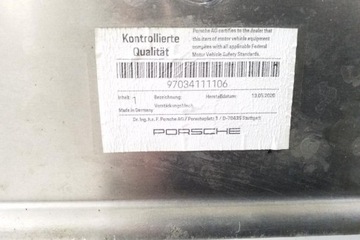 Kontrollierte
Qualität
Porsche AG certifies to the dealer that
this item of motor vehicle equipment
complies with all applicable Federal
Motor Vehicle Safety Standards.
97034111106
Inhalt: Bezeichnung: Herstelldatum: 13.05.2020
1
Made in Germany
Dr. Ing. h.c. F. Porsche AG / Porscheplatz 1 / D-70435 Stuttgart
PORSCHE